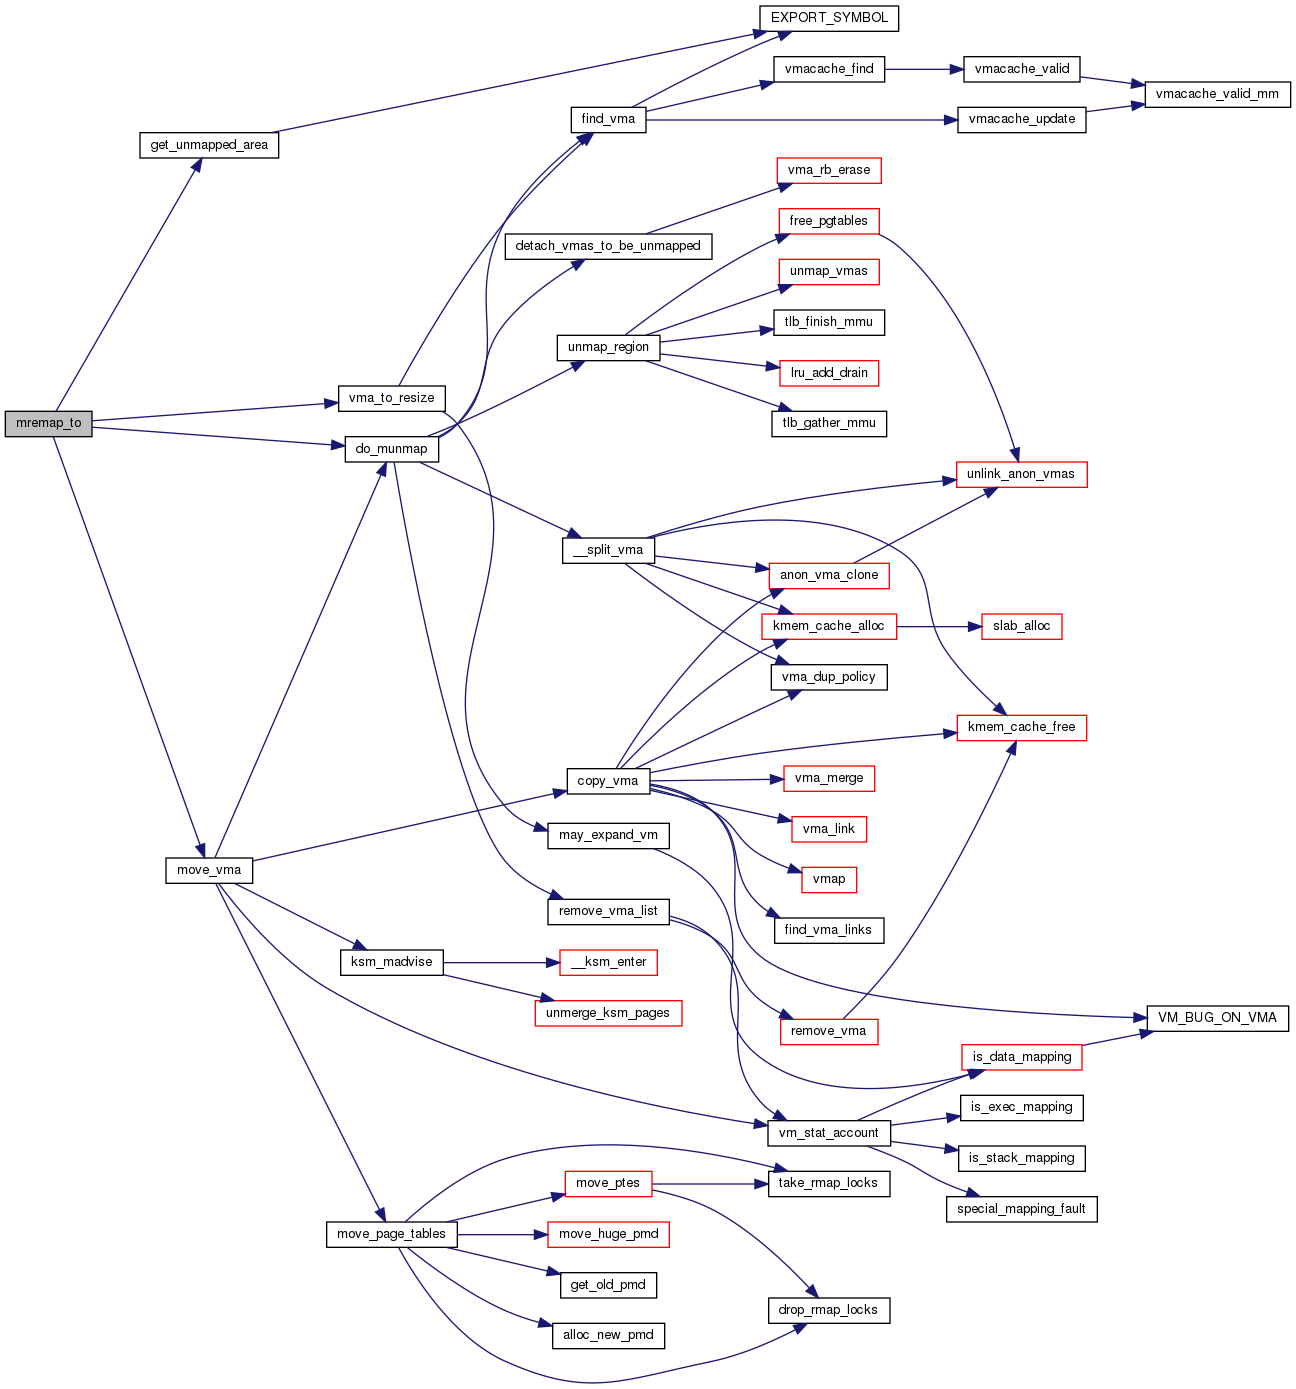 EXPORT_SYMBOL
vmacache_find
vmacache_valid
vmacache_valid_mm
find_vma
vmacache_update
get_unmapped_area
vma_rb_erase
free_pgtables
detach_vmas_to_be_unmapped
unmap_vmas
tlb_finish_mmu
unmap_region
lru_add_drain
vma_to_resize
mremap_to
tlb_gather_mmu
do_munmap
unlink_anon_vmas
__split_vma
anon_vma_clone
kmem_cache_alloc
slab_alloc
vma_dup_policy
kmem_cache_free
copy_vma
vma_merge
vma_link
may_expand_vm
move_vma
vmap
remove_vma_list
find_vma_links
ksm_madvise
__ksm_enter
unmerge_ksm_pages
VM_BUG_ON_VMA
remove_vma
is_data_mapping
is_exec_mapping
vm_stat_account
is_stack_mapping
move_ptes
take_rmap_locks
special_mapping_fault
move_page_tables
move_huge_pmd
get_old_pmd
drop_rmap_locks
alloc_new_pmd